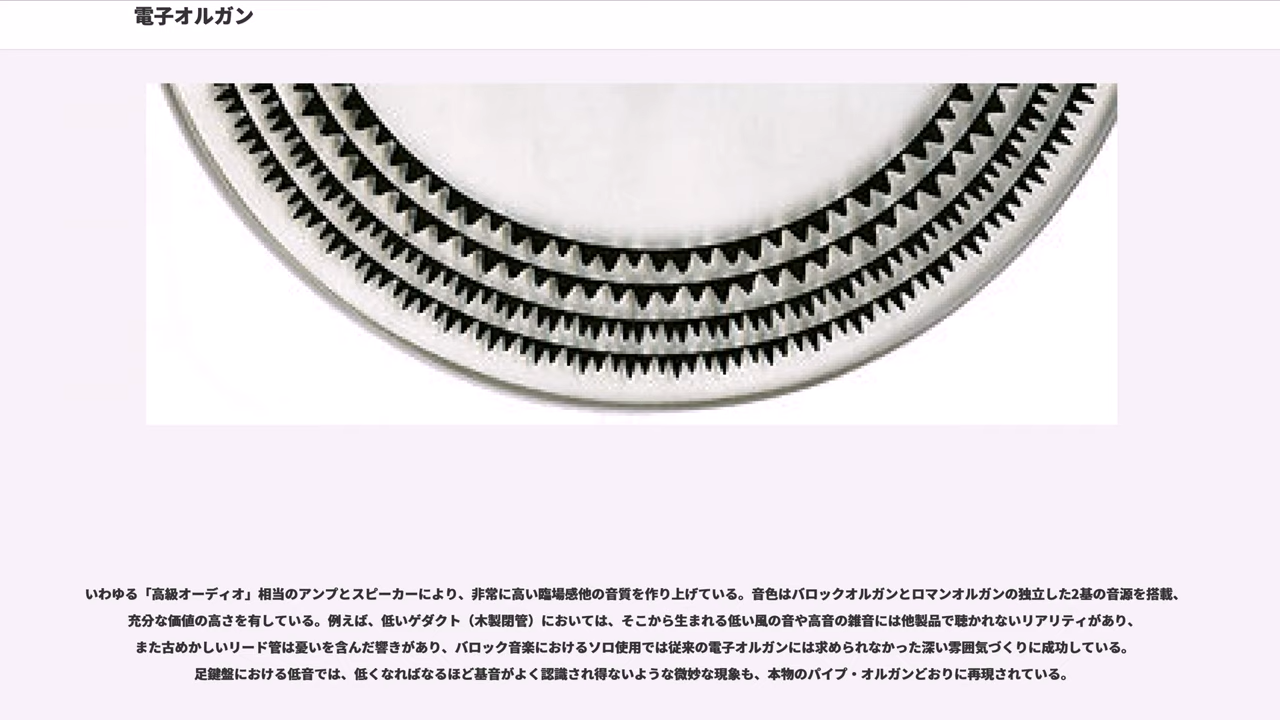 電子オルガン
いわゆる「高級オーディオ」相当のアンプとスピーカーにより、非常に高い臨場感他の音質を作り上げている。音色はバロックオルガンとロマンオルガンの独立した2基の音源を搭載、
充分な価値の高さを有している。例えば、低いゲダクト（木製閉管）においては、そこから生まれる低い風の音や高音の雑音には他製品で聴かれないリアリティがあり、
また古めかしいリード管は憂いを含んだ響きがあり、バロック音楽におけるソロ使用では従来の電子オルガンには求められなかった深い雰囲気づくりに成功している。
足鍵盤における低音では、低くなればなるほど基音がよく認識され得ないような微妙な現象も、本物のパイプ・オルガンどおりに再現されている。